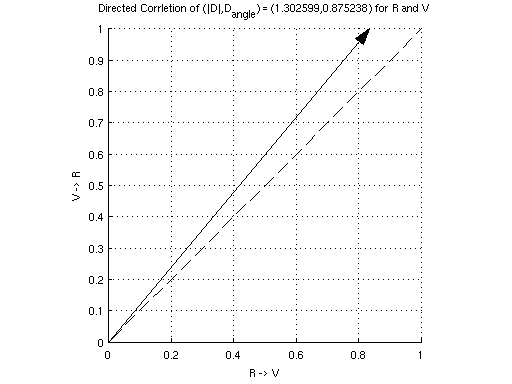 Directed Corrletion of (|D|,D_angle) = (1.302599,0.875238) for R and V
1
0.9
0.8
0.7
0.6
0.5
0.4
0.3
0.2
0.1
0
V -> R
0 0.2 0.4 0.6 0.8 1
R -> V